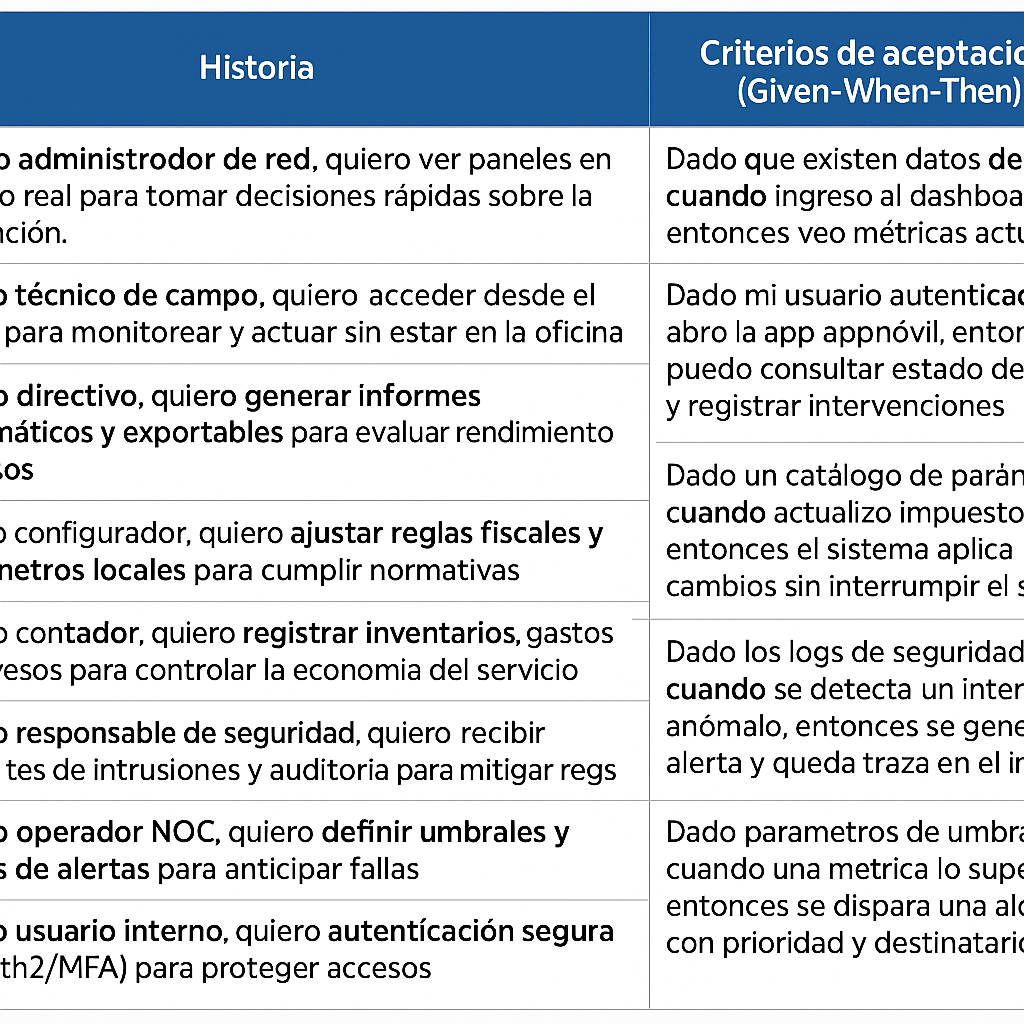 Historia
Criterios de aceptacio
(Given-When-Then)
o administrodor de red, quiero ver paneles en
o real para tomar decisiones rápidas sobre la
nción.
o técnico de campo, quiero acceder desde el
para monitorear y actuar sin estar en la oficina
o directivo, quiero generar informes
máticos y exportables para evaluar rendimiento
sos
o configurador, quiero ajustar reglas fiscales y
netros locales para cumplir normativas
o contador, quiero registrar inventarios, gastos
vesos para controlar la economia del servicio
o responsable de seguridad, quiero recibir
tes de intrusiones y auditoria para mitigar regs
o operador NOC, quiero definir umbrales y
s de alertas para anticipar fallas
o usuario interno, quiero autentícación segura
th2/MFA) para proteger accesos
Dado que existen datos de
cuando ingreso al dashboa
entonces veo métricas actu
Dado mi usuario autenticad
abro la app appnóvil, enton
puedo consultar estado de
y registrar intervenciones
Dado un catálogo de parán
cuando actualizo impuesto
entonces el sistema aplica
cambios sin interrumpir el s
Dado los logs de seguridad
cuando se detecta un inter
anómalo, entonces se gene
alerta y queda traza en el in
Dado parametros de umbra
cuando una metrica lo supe
entonces se dispara una ale
con prioridad y destinatario